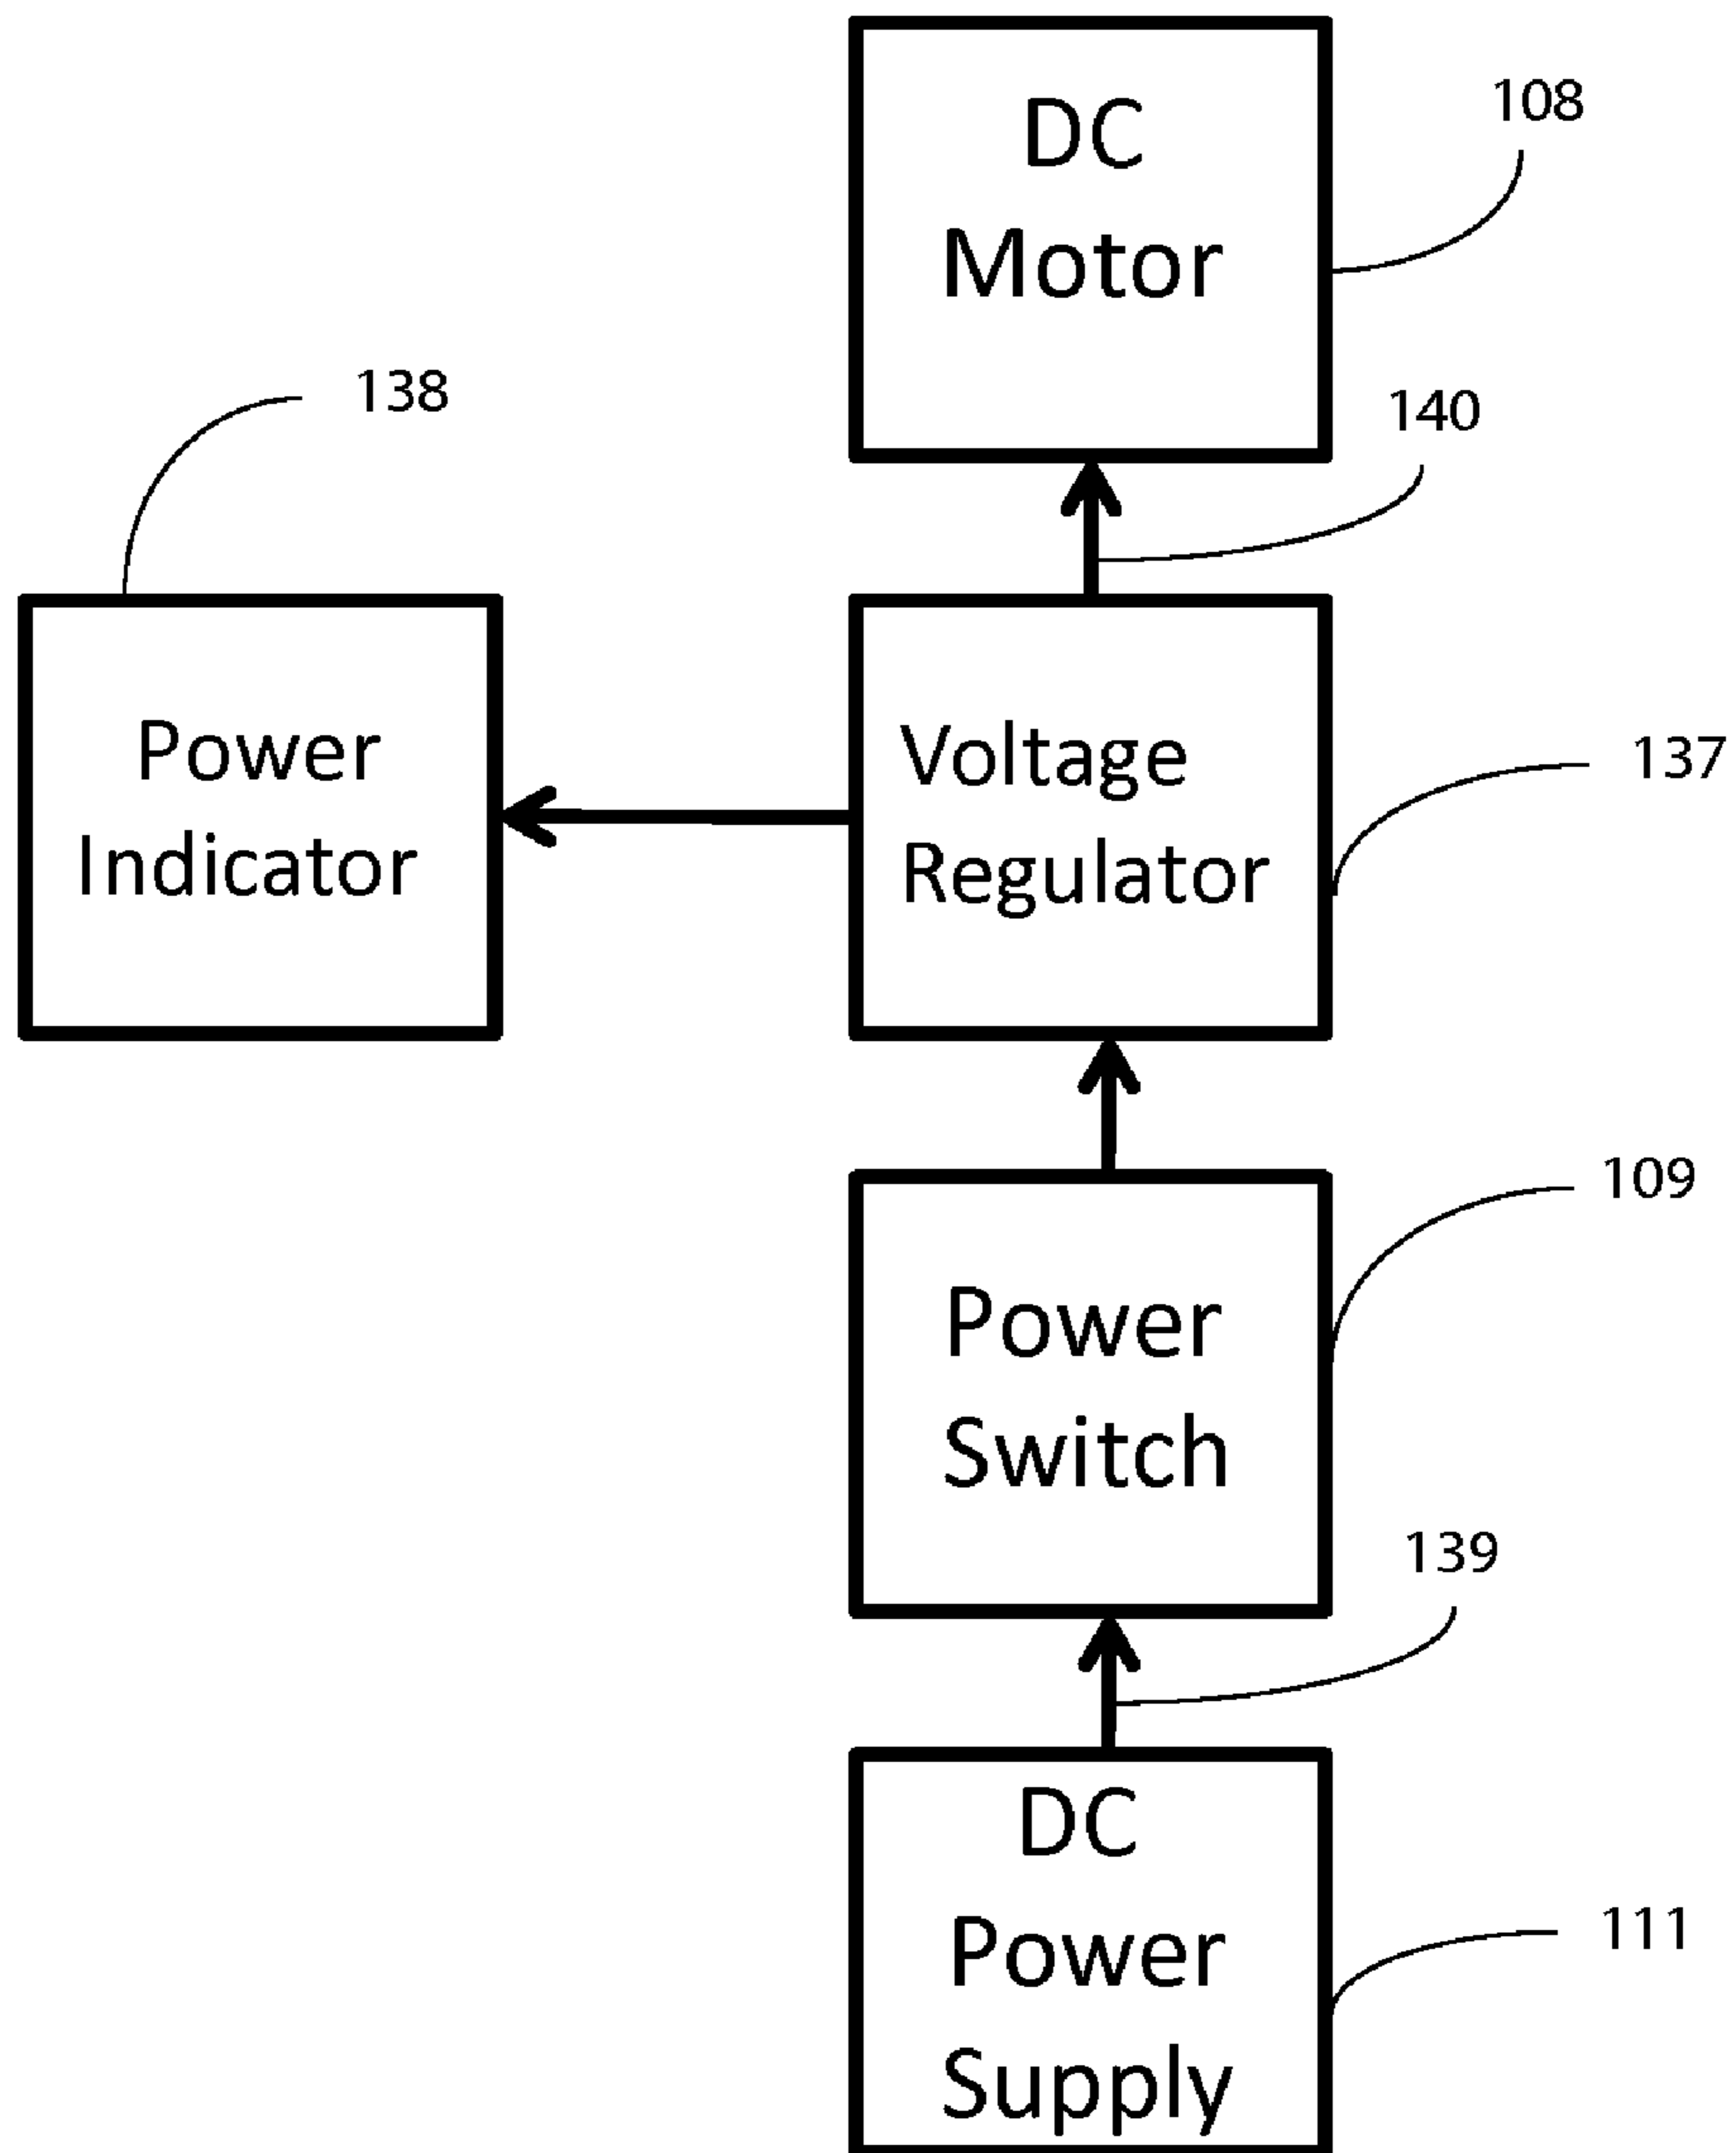 DC
Motor
108
140
138
Power
Indicator
Voltage
Regulator
137
109
Power
Switch
139
DC
Power
Supply
111